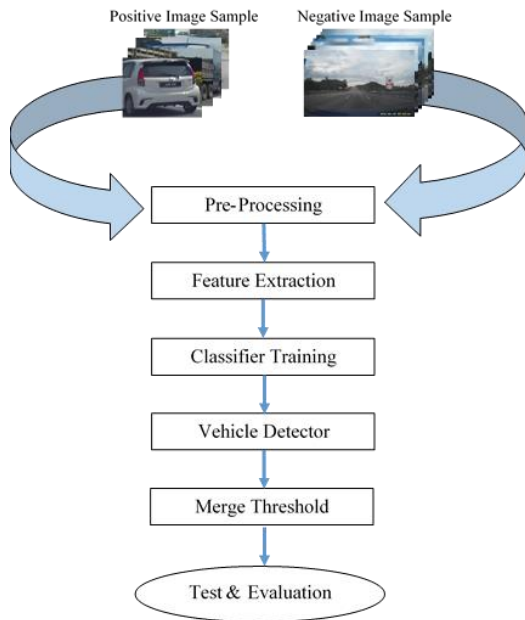 Positive Image Sample
Negative Image Sample
Pre-Processing
Feature Extraction
Classifier Training
Vehicle Detector
Merge Threshold
Test & Evaluation